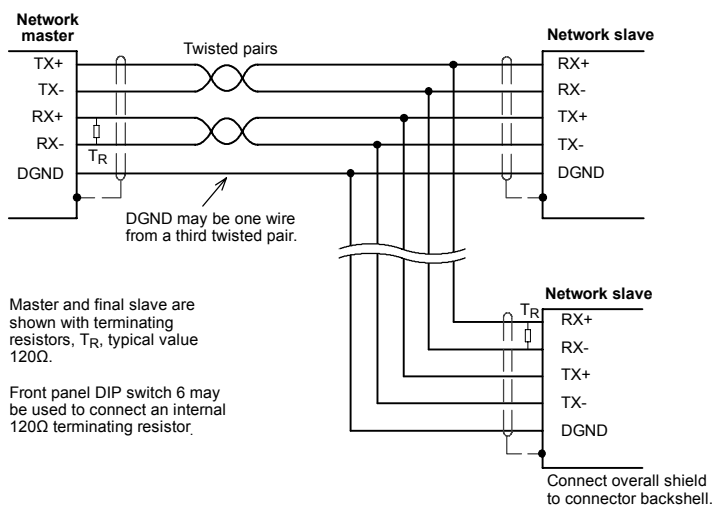 Network
master
Network slave
Twisted pairs
TX+
TX-
RX+
RX-
DGND
TR
RX+
RX-
TX+
TX-
DGND
DGND may be one wire
from a third twisted pair.
Master and final slave are
shown with terminating
resistors, TR, typical value
120Ω.
Front panel DIP switch 6 may
be used to connect an internal
120Ω terminating resistor.
Network slave
TR
RX+
RX-
TX+
TX-
DGND
Connect overall shield
to connector backshell.